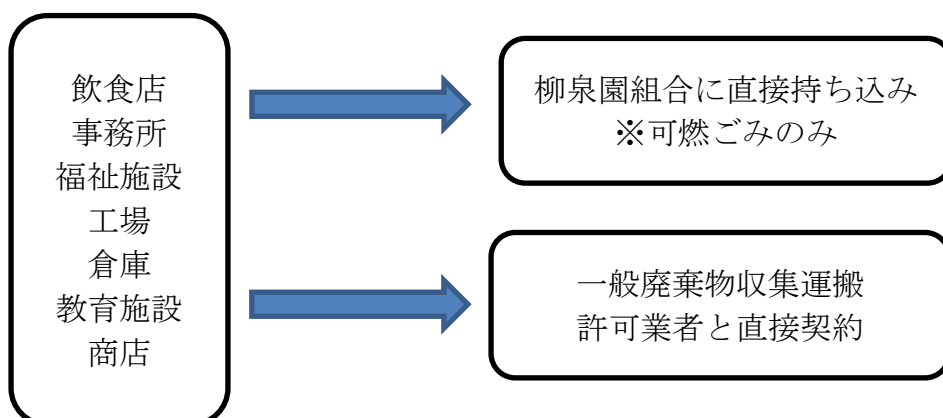 飲食店
事務所
福祉施設
工場
倉庫
教育施設
商店
柳泉園組合に直接持ち込み
※可燃ごみのみ
一般廃棄物収集運搬
許可業者と直接契約